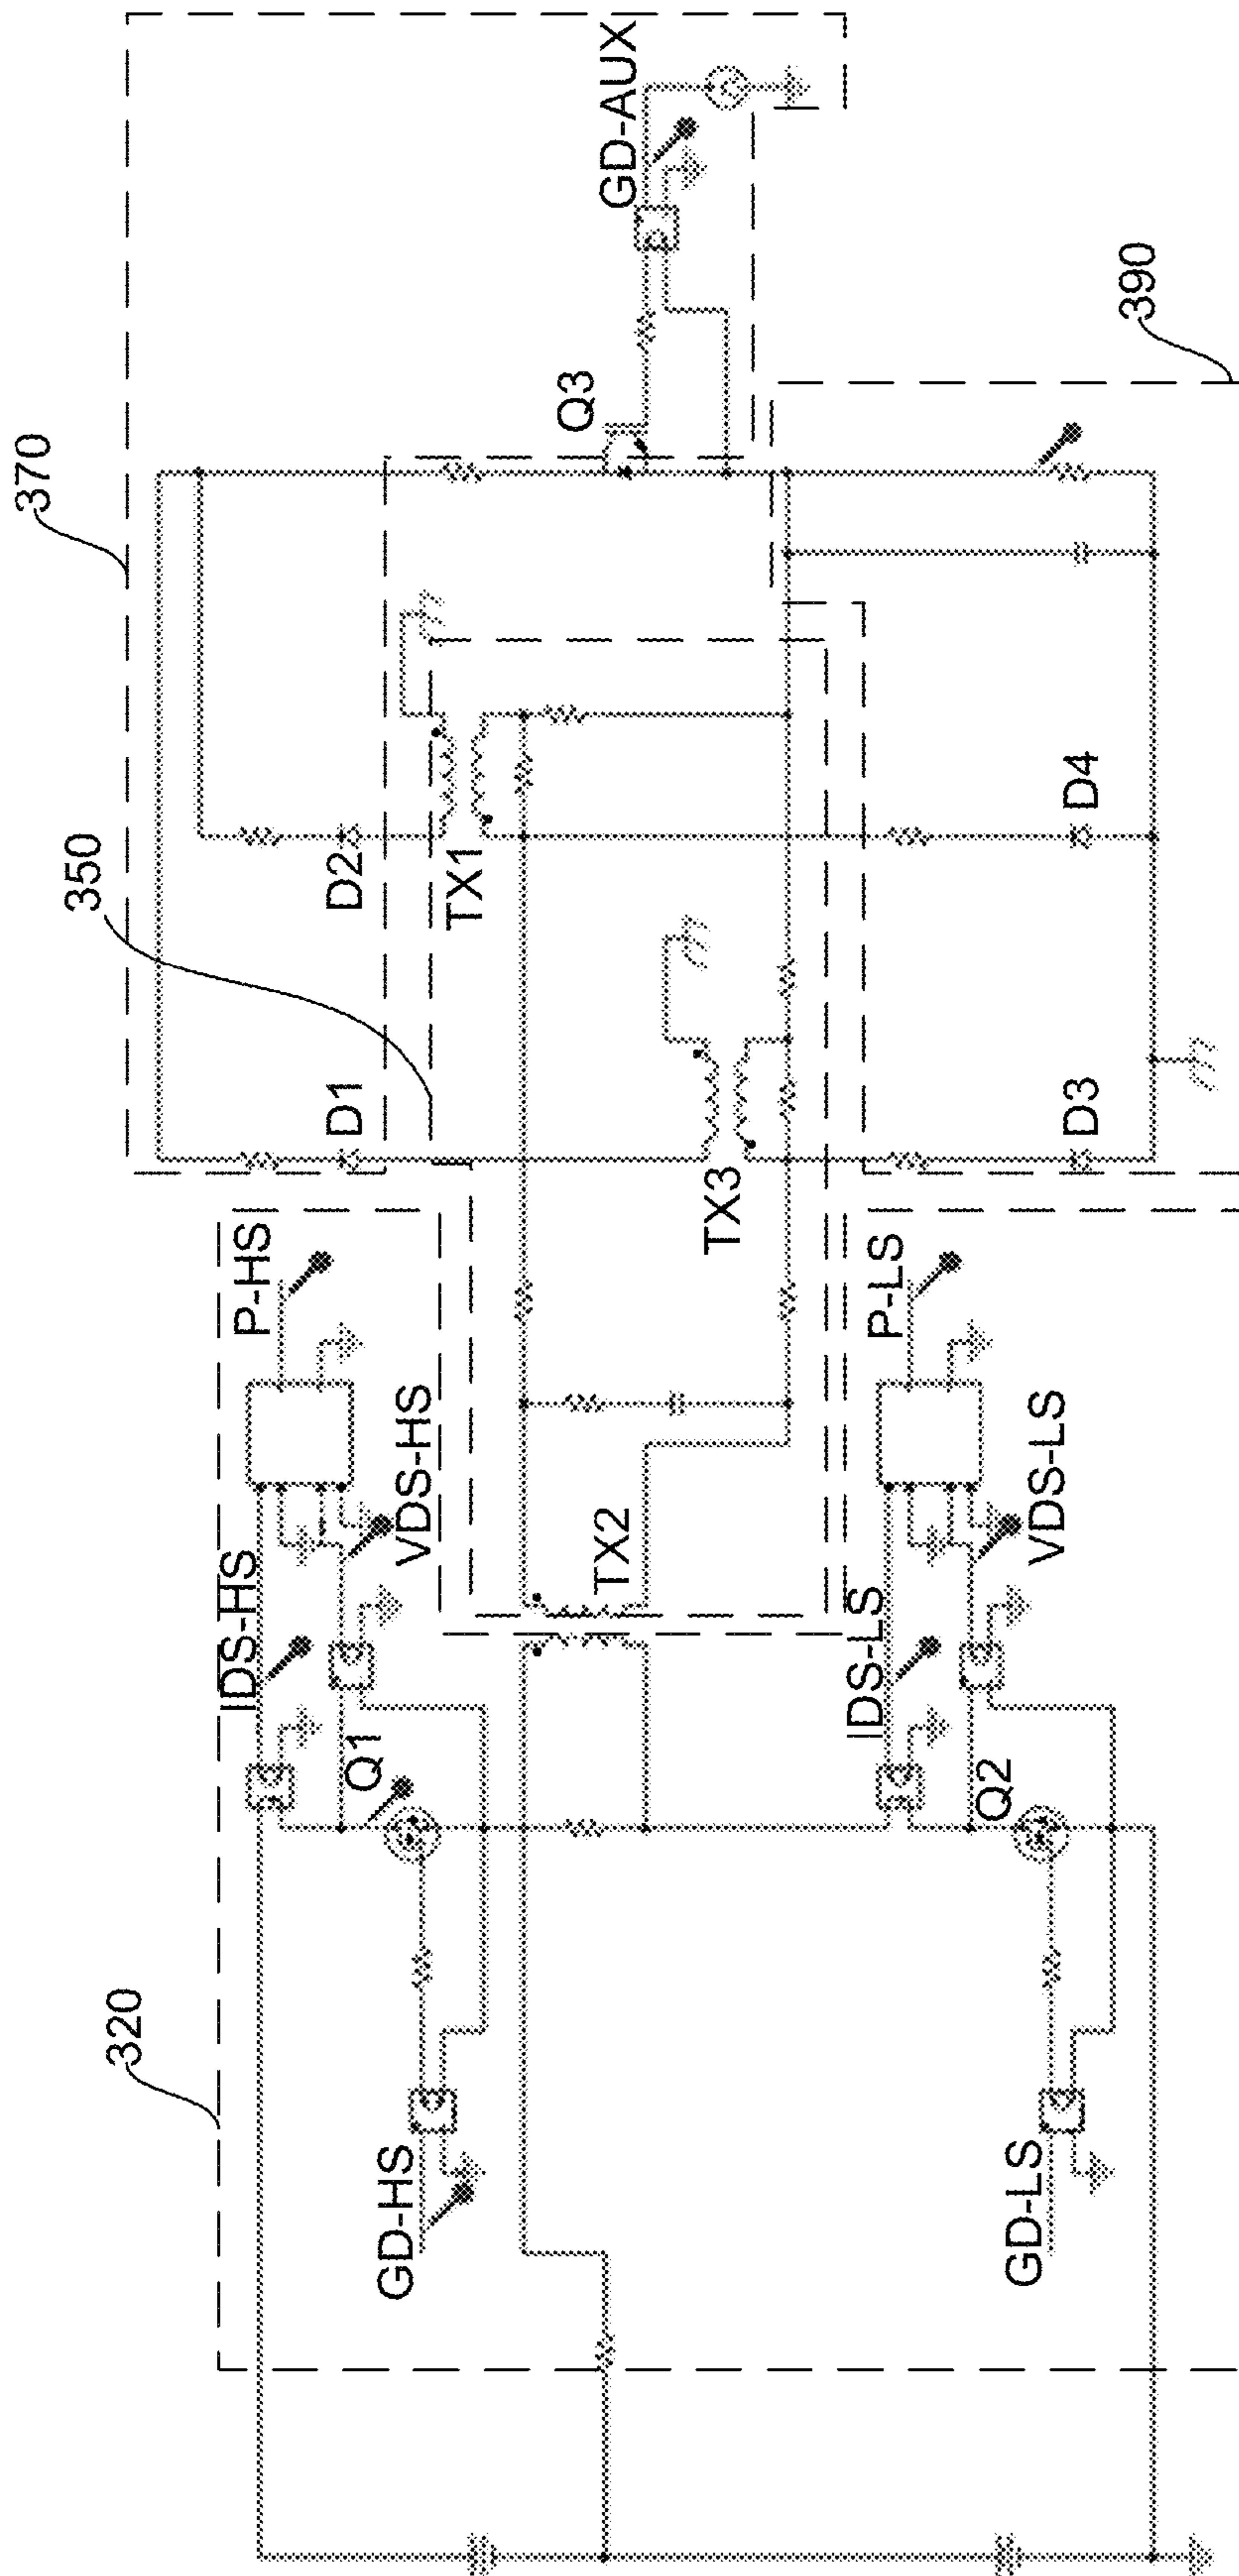 370
350
320
390
GD-AUX
Q3
D2
TX1
D1
TX3
D4
D3
P-HS
VDS-HS
IDS-HS
Q1
TX2
P-LS
VDS-LS
IDS-LS
Q2
GD-HS
GD-LS